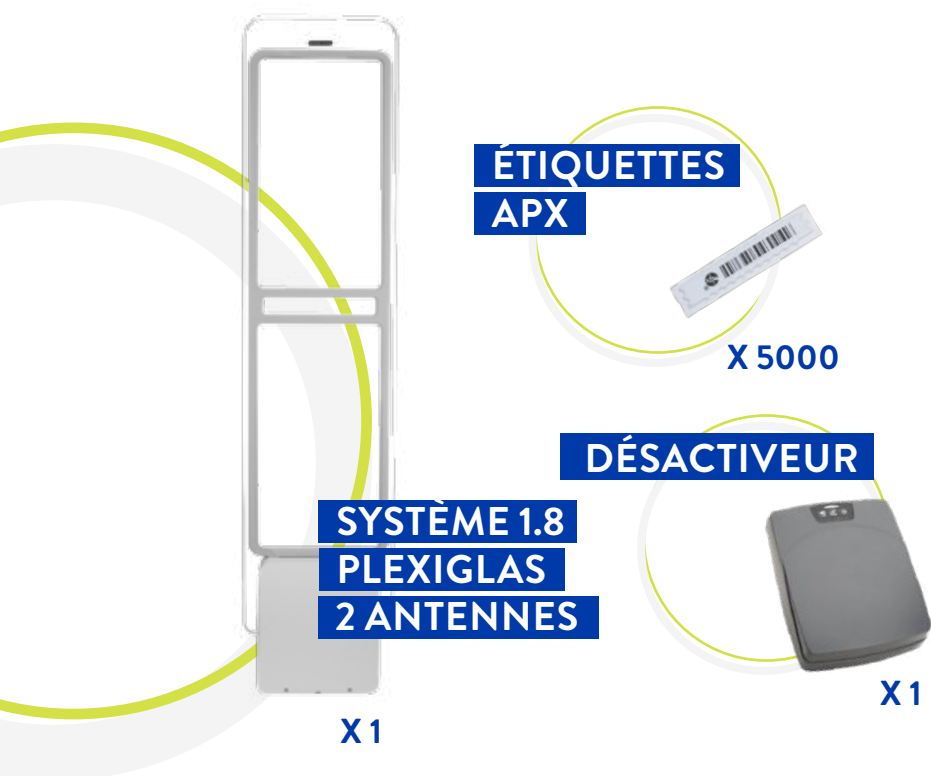 ÉTIQUETTES
APX
X 5000
DÉSACTIVEUR
X 1
SYSTÈME 1.8
PLEXIGLAS
2 ANTENNES
X 1